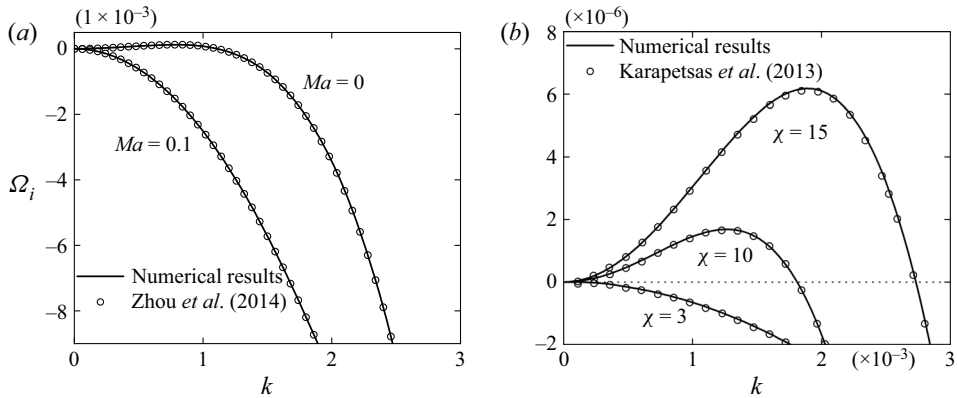 (a)
(1 × 10⁻³)
0
−2
−4
−6
−8
Ω_i
Ma = 0
Ma = 0.1
Numerical results
Zhou et al. (2014)
0 1 2 3
k
(b)
(×10⁻⁶)
8
6
4
2
0
−2
Numerical results
Karapetsas et al. (2013)
χ = 15
χ = 10
χ = 3
0 1 2 3
(×10⁻³)
k